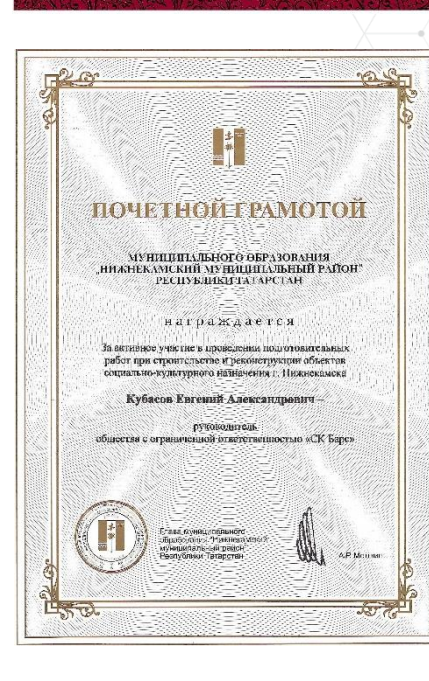 ПОЧЕТНОЙ ГРАМОТОЙ
МУНИЦИПАЛЬНОГО ОБРАЗОВАНИЯ
„НИЖНЕКАМСКИЙ МУНИЦИПАЛЬНЫЙ РАЙОН"
РЕСПУБЛИКИ ТАТАРСТАН
награждается
За активное участие в проведении подготовительных
работ при строительстве и реконструкции объектов
социально-культурного назначения г. Нижнекамска
Кубасов Евгений Александрович –
руководитель
общества с ограниченной ответственностью «СК Барс»
Глава муниципального
образования "Нижнекамский
муниципальный район"
Республики Татарстан
А.Р. Метшин